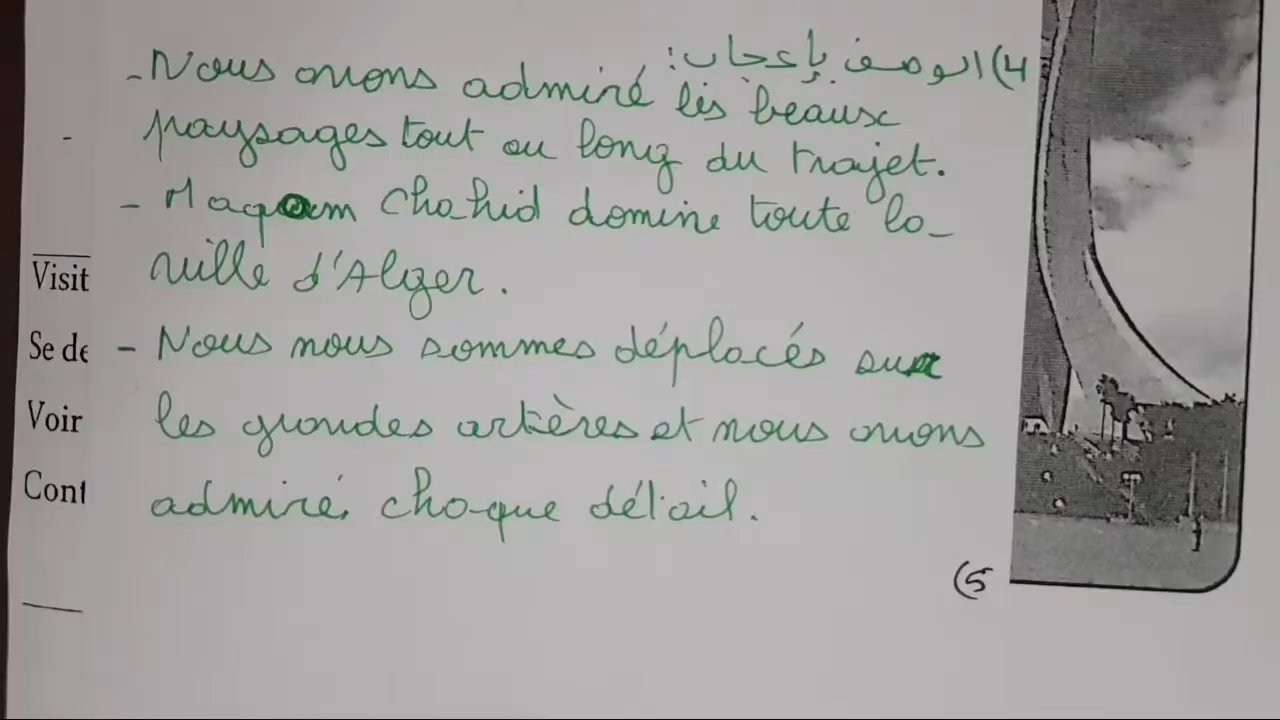 4) الوصف بإعجاب:
- Nous avons admiré les beaux
paysages tout au long du trajet.
- Maqam Chahid domine toute la
ville d'Alger.
- Nous nous sommes déplacés sur
les grandes artères et nous avons
admiré chaque détail.
5)
Visit
Se de
Voir
Cont